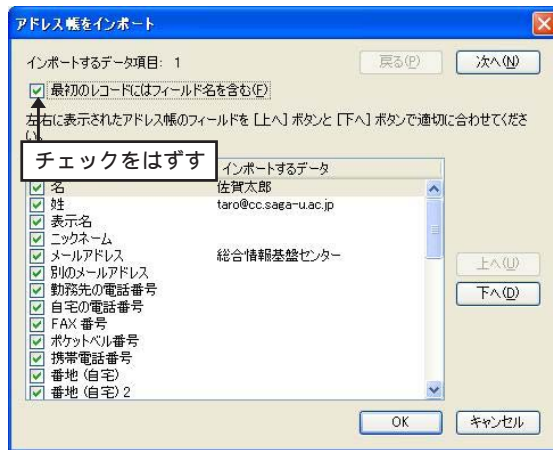 アドレス帳をインポート
インポートするデータ項目: 1
戻る(P)
次へ(N)
最初のレコードにはフィールド名を含む(F)
左右に表示されたアドレス帳のフィールドを [上へ] ボタンと [下へ] ボタンで適切に合わせてくださ
い。
チェックをはずす
インポートするデータ
名 佐賀太郎
姓 taro@cc.saga-u.ac.jp
表示名
ニックネーム
メールアドレス 総合情報基盤センター
別のメールアドレス
勤務先の電話番号
自宅の電話番号
FAX 番号
ポケットベル番号
携帯電話番号
番地 (自宅)
番地 (自宅) 2
上へ(U)
下へ(D)
OK
キャンセル